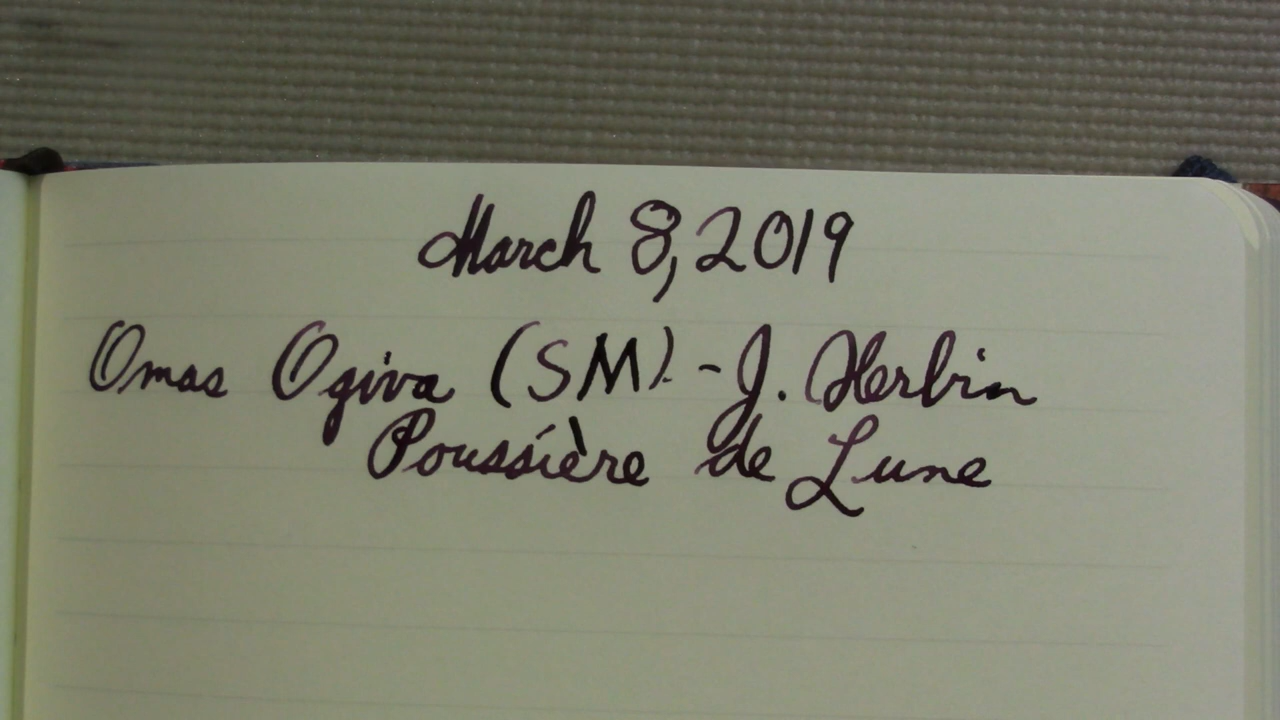 March 8, 2019
Omas Ogiva (SM) - J. Herbin
Poussière de Lune